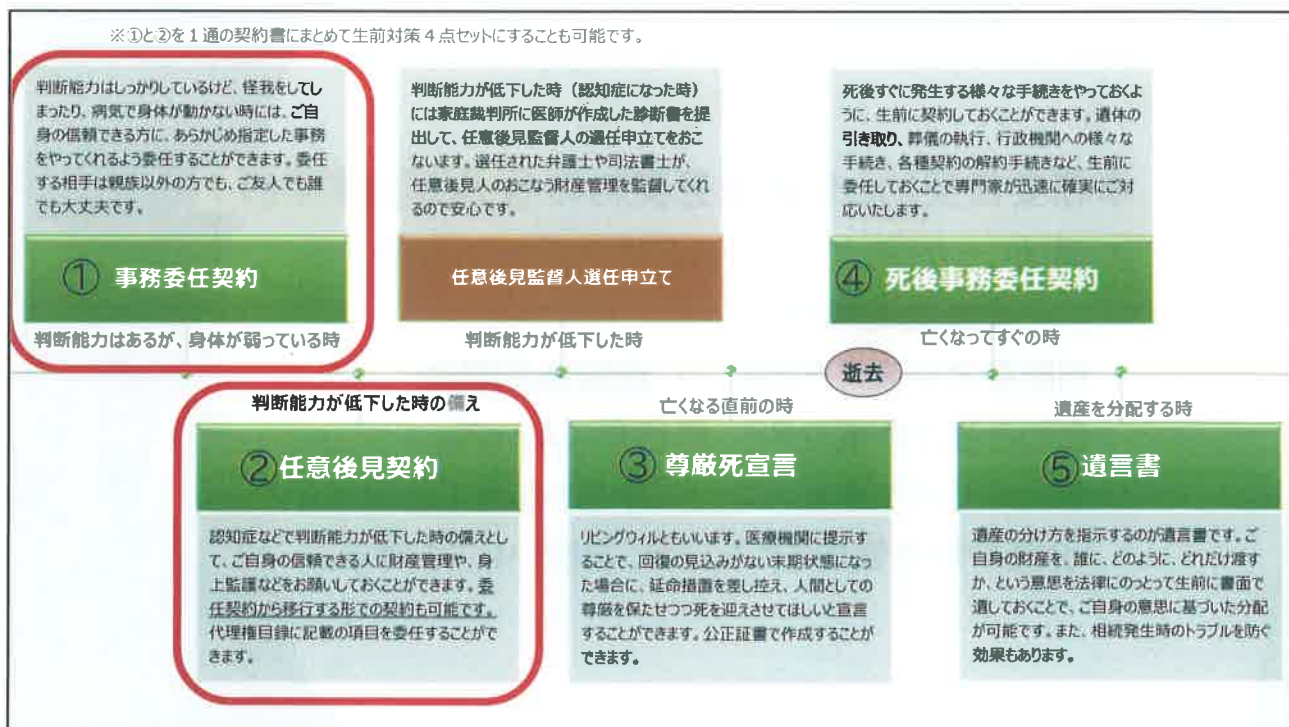 ※①と②を1通の契約書にまとめて生前対策4点セットにすることも可能です。
判断能力はしっかりしているけど、怪我をしてし
まったり、病気で身体が動かない時には、ご自
身の信頼できる方に、あらかじめ指定した事務
をやってくれるよう委任することができます。委任
する相手は親族以外の方でも、ご友人でも誰
でも大丈夫です。
① 事務委任契約
判断能力はあるが、身体が弱っている時
判断能力が低下した時(認知症になった時)
には家庭裁判所に医師が作成した診断書を提
出して、任意後見監督人の選任申立てをおこ
ないます。選任された弁護士や司法書士が、
任意後見人のおこなう財産管理を監督してくれ
るので安心です。
任意後見監督人選任申立て
判断能力が低下した時
死後すぐに発生する様々な手続きをやっておくよ
うに、生前に契約しておくことができます。遺体の
引き取り、葬儀の執行、行政機関への様々な
手続き、各種契約の解約手続きなど、生前に
委任しておくことで専門家が迅速に確実にご対
応いたします。
④ 死後事務委任契約
亡くなってすぐの時
逝去
判断能力が低下した時の備え
② 任意後見契約
認知症などで判断能力が低下した時の備えとし
て、ご自身の信頼できる人に財産管理や、身
上監護などをお願いしておくことができます。委
任契約から移行する形での契約も可能です。
代理権目録に記載の項目を委任することがで
きます。
亡くなる直前の時
③ 尊厳死宣言
リビングウィルともいいます。医療機関に提示す
ることで、回復の見込みがない末期状態になっ
た場合に、延命措置を差し控え、人間としての
尊厳を保たせつつ死を迎えさせてほしいと宣言
することができます。公正証書で作成することが
できます。
遺産を分配する時
⑤ 遺言書
遺産の分け方を指示するのが遺言書です。ご
自身の財産を、誰に、どのように、どれだけ渡す
か、という意思を法律にのっとって生前に書面で
遺しておくことで、ご自身の意思に基づいた分配
が可能です。また、相続発生時のトラブルを防ぐ
効果もあります。